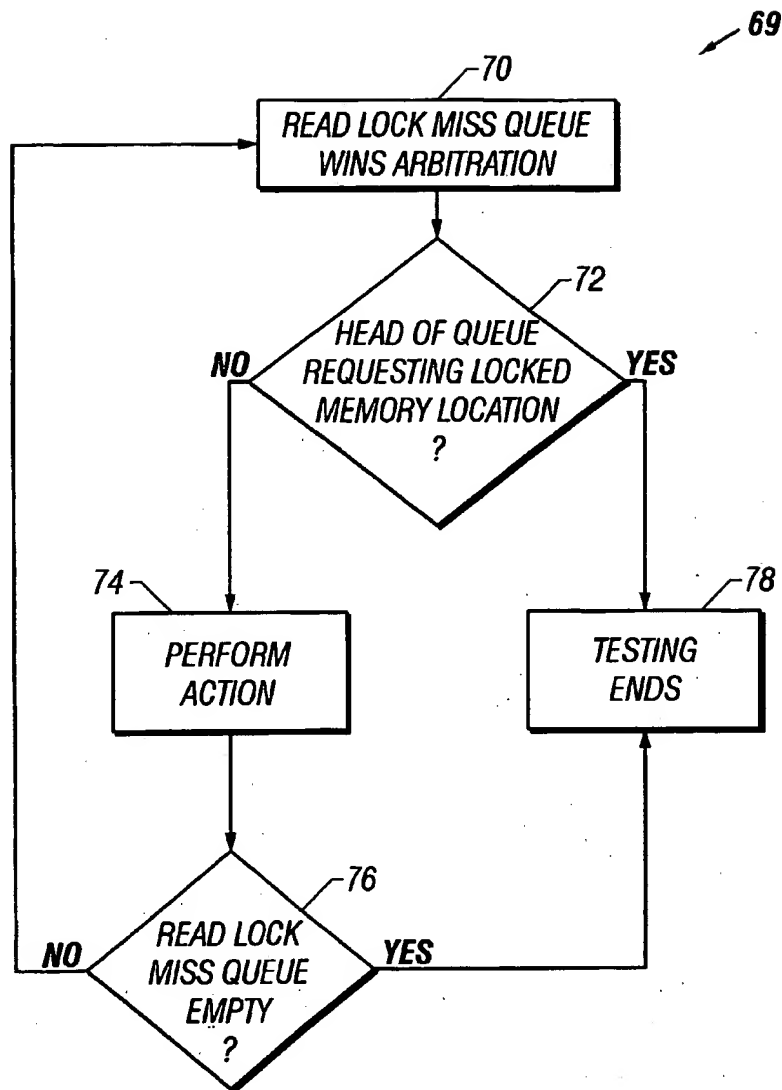 69
70
READ LOCK MISS QUEUE
WINS ARBITRATION
72
HEAD OF QUEUE
REQUESTING LOCKED
MEMORY LOCATION
?
NO
YES
74
PERFORM
ACTION
78
TESTING
ENDS
76
READ LOCK
MISS QUEUE
EMPTY
?
NO
YES